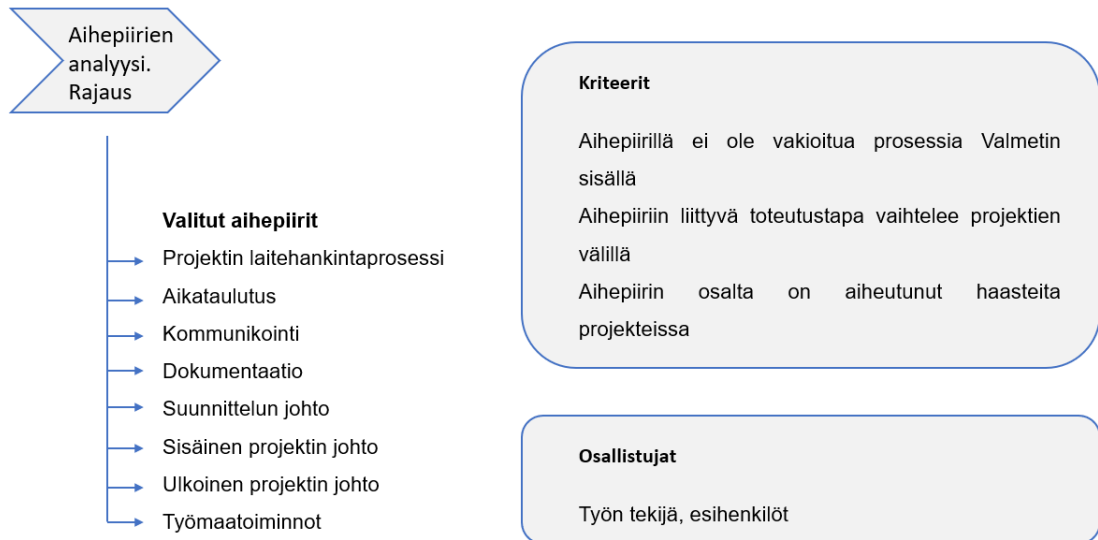 Aihepiirien
analyysi.
Rajaus
Valitut aihepiirit
Projektin laitehankintaprosessi
Aikataulutus
Kommunikointi
Dokumentaatio
Suunnittelun johto
Sisäinen projektin johto
Ulkoinen projektin johto
Työmaatoiminnot
Kriteerit
Aihepiirillä ei ole vakioitua prosessia Valmetin
sisällä
Aihepiiriin liittyvä toteutustapa vaihtelee projektien
välillä
Aihepiirin osalta on aiheutunut haasteita
projekteissa
Osallistujat
Työn tekijä, esihenkilöt